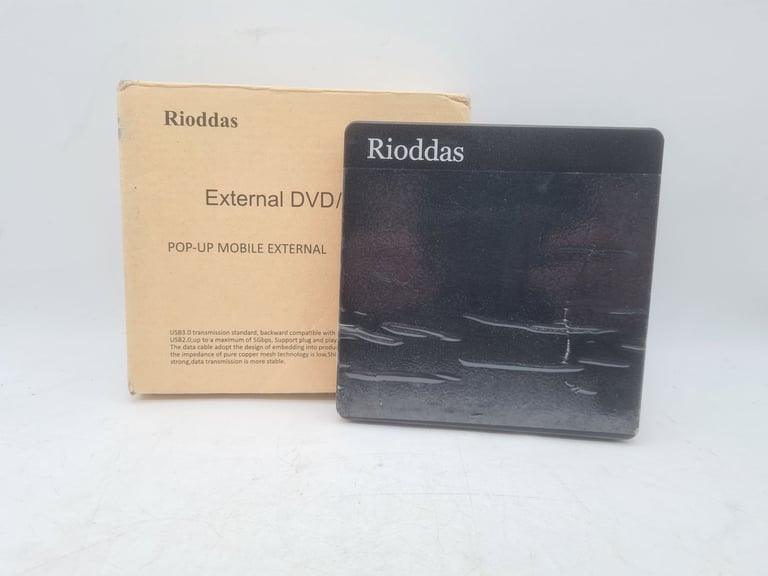 Rioddas
External DVD/
POP-UP MOBILE EXTERNAL
USB3.0 transmission standard, backward compatible with
USB2.0,up to a maximum of 5Gbps, Support plug and play
The data cable adopt the design of embedding into produc
the impedance of pure copper mesh technology is low,Shi
strong,data transmission is more stable.
Rioddas